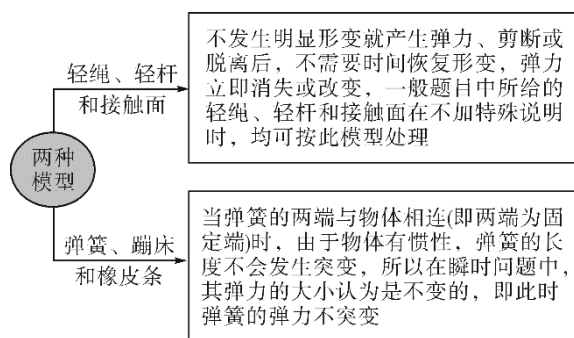 不发生明显形变就产生弹力、剪断或
脱离后，不需要时间恢复形变，弹力
立即消失或改变，一般题目中所给的
轻绳、轻杆和接触面在不加特殊说明
时，均可按此模型处理
轻绳、轻杆
和接触面
两种
模型
弹簧、蹦床
和橡皮条
当弹簧的两端与物体相连(即两端为固
定端)时，由于物体有惯性，弹簧的长
度不会发生突变，所以在瞬时问题中，
其弹力的大小认为是不变的，即此时
弹簧的弹力不突变